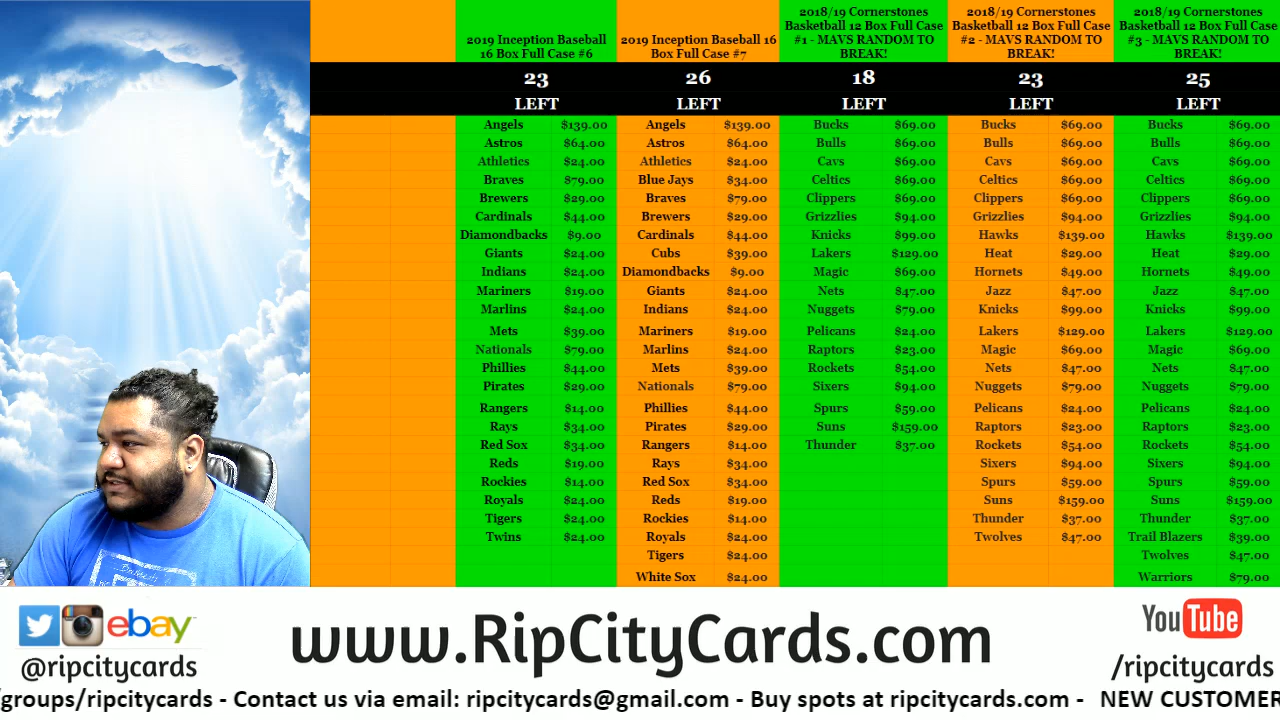 2019 Inception Baseball
16 Box Full Case #6
23
LEFT
Angels $139.00
Astros $64.00
Athletics $24.00
Braves $79.00
Brewers $29.00
Cardinals $44.00
Diamondbacks $9.00
Giants $24.00
Indians $24.00
Mariners $19.00
Marlins $24.00
Mets $39.00
Nationals $79.00
Phillies $44.00
Pirates $29.00
Rangers $14.00
Rays $34.00
Red Sox $34.00
Reds $19.00
Rockies $14.00
Royals $24.00
Tigers $24.00
Twins $24.00
2019 Inception Baseball 16
Box Full Case #7
26
LEFT
Angels $139.00
Astros $64.00
Athletics $24.00
Blue Jays $34.00
Braves $79.00
Brewers $29.00
Cardinals $44.00
Cubs $39.00
Diamondbacks $9.00
Giants $24.00
Indians $24.00
Mariners $19.00
Marlins $24.00
Mets $39.00
Nationals $79.00
Phillies $44.00
Pirates $29.00
Rangers $14.00
Rays $34.00
Red Sox $34.00
Reds $19.00
Rockies $14.00
Royals $24.00
Tigers $24.00
White Sox $24.00
2018/19 Cornerstones
Basketball 12 Box Full Case
#1 - MAVS RANDOM TO
BREAK!
18
LEFT
Bucks $69.00
Bulls $69.00
Cavs $69.00
Celtics $69.00
Clippers $69.00
Grizzlies $94.00
Knicks $99.00
Lakers $129.00
Magic $69.00
Nets $47.00
Nuggets $79.00
Pelicans $24.00
Raptors $23.00
Rockets $54.00
Sixers $94.00
Spurs $59.00
Suns $159.00
Thunder $37.00
2018/19 Cornerstones
Basketball 12 Box Full Case
#2 - MAVS RANDOM TO
BREAK!
23
LEFT
Bucks $69.00
Bulls $69.00
Cavs $69.00
Celtics $69.00
Clippers $69.00
Grizzlies $94.00
Hawks $139.00
Heat $29.00
Hornets $49.00
Jazz $47.00
Knicks $99.00
Lakers $129.00
Magic $69.00
Nets $47.00
Nuggets $79.00
Pelicans $24.00
Raptors $23.00
Rockets $54.00
Sixers $94.00
Spurs $59.00
Suns $159.00
Thunder $37.00
Twolves $47.00
2018/19 Cornerstones
Basketball 12 Box Full Case
#3 - MAVS RANDOM TO
BREAK!
25
LEFT
Bucks $69.00
Bulls $69.00
Cavs $69.00
Celtics $69.00
Clippers $69.00
Grizzlies $94.00
Hawks $139.00
Heat $29.00
Hornets $49.00
Jazz $47.00
Knicks $99.00
Lakers $129.00
Magic $69.00
Nets $47.00
Nuggets $79.00
Pelicans $24.00
Raptors $23.00
Rockets $54.00
Sixers $94.00
Spurs $59.00
Suns $159.00
Thunder $37.00
Trail Blazers $39.00
Twolves $47.00
Warriors $79.00
ebay
@ripcitycards
www.RipCityCards.com
YouTube
/ripcitycards
/groups/ripcitycards - Contact us via email: ripcitycards@gmail.com - Buy spots at ripcitycards.com - NEW CUSTOMER